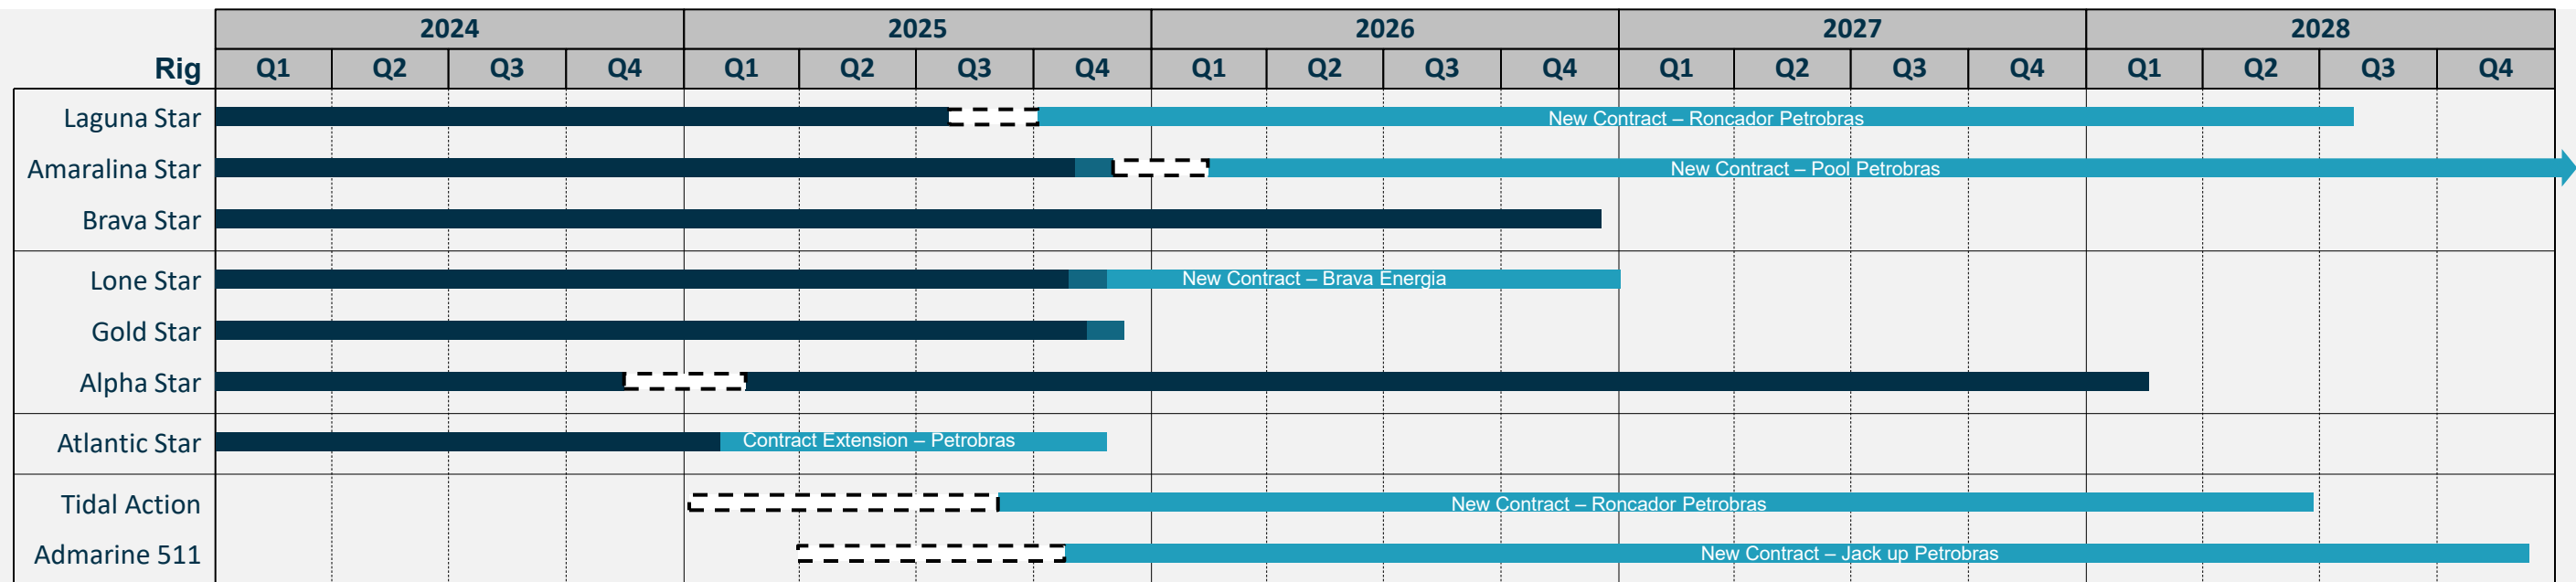 2024 2025 2026 2027 2028
Rig Q1 Q2 Q3 Q4 Q1 Q2 Q3 Q4 Q1 Q2 Q3 Q4 Q1 Q2 Q3 Q4 Q1 Q2 Q3 Q4
Laguna Star New Contract – Roncador Petrobras
Amaralina Star New Contract – Pool Petrobras
Brava Star
Lone Star New Contract – Brava Energia
Gold Star
Alpha Star
Atlantic Star Contract Extension – Petrobras
Tidal Action New Contract – Roncador Petrobras
Admarine 511 New Contract – Jack up Petrobras